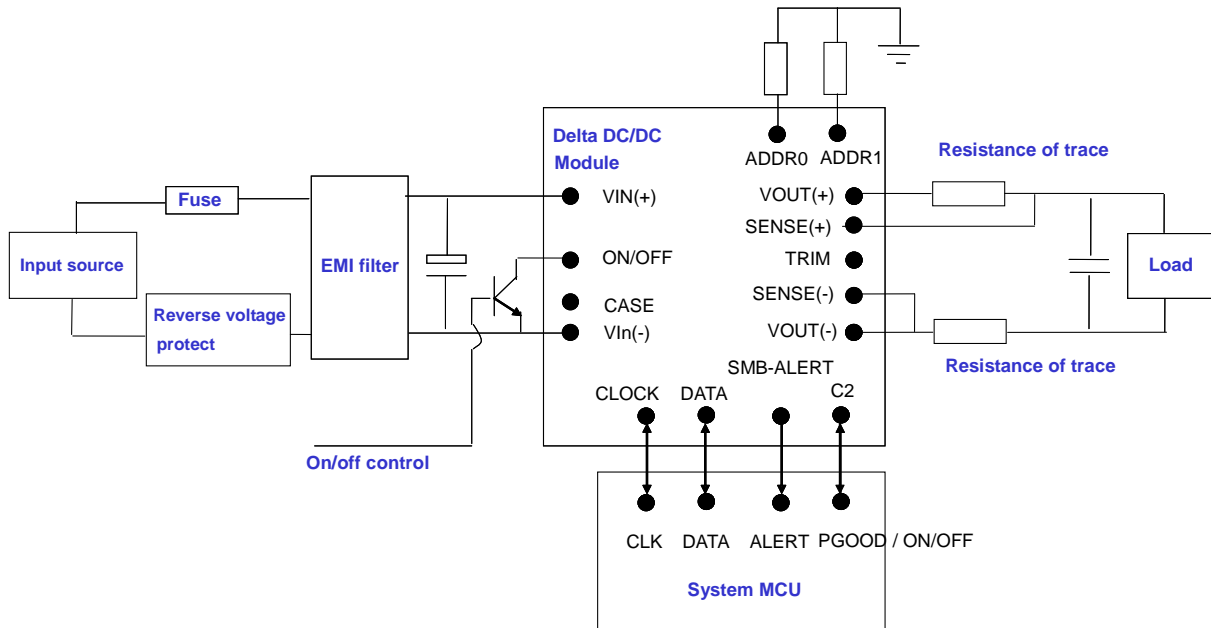 Delta DC/DC
Module
ADDR0
ADDR1
Resistance of trace
Fuse
VIN(+)
VOUT(+)
SENSE(+)
Input source
EMI filter
ON/OFF
TRIM
Load
CASE
SENSE(-)
Reverse voltage
protect
VIn(-)
VOUT(-)
Resistance of trace
SMB-ALERT
CLOCK
DATA
C2
On/off control
CLK
DATA
ALERT
PGOOD / ON/OFF
System MCU